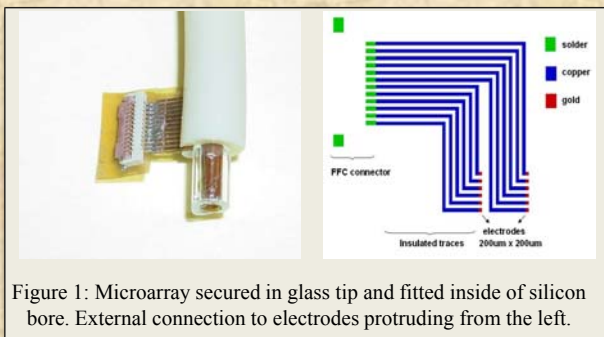 solder
copper
gold
FFC connector
Insulated traces
electrodes
200um x 200um
Figure 1: Microarray secured in glass tip and fitted inside of silicon
bore. External connection to electrodes protruding from the left.